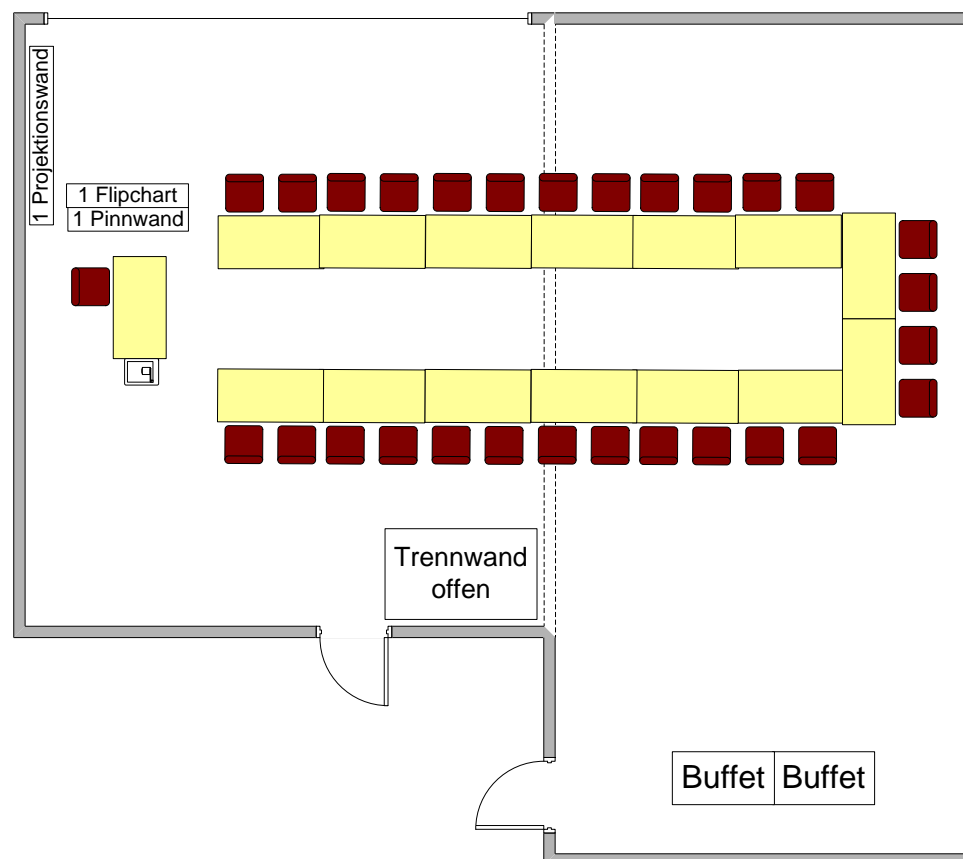 1 Projektionswand
1 Flipchart
1 Pinnwand
Trennwand
offen
Buffet Buffet